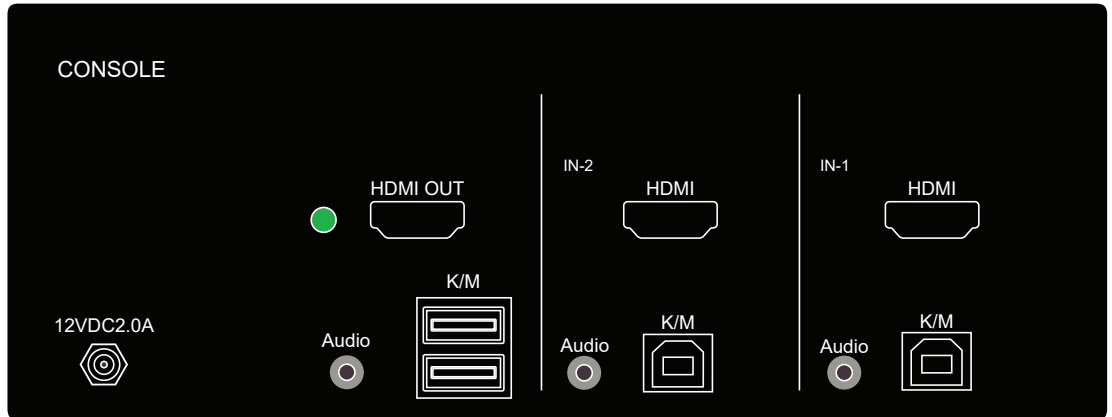 CONSOLE
HDMI OUT
K/M
12VDC2.0A
Audio
IN-2
HDMI
K/M
Audio
IN-1
HDMI
K/M
Audio